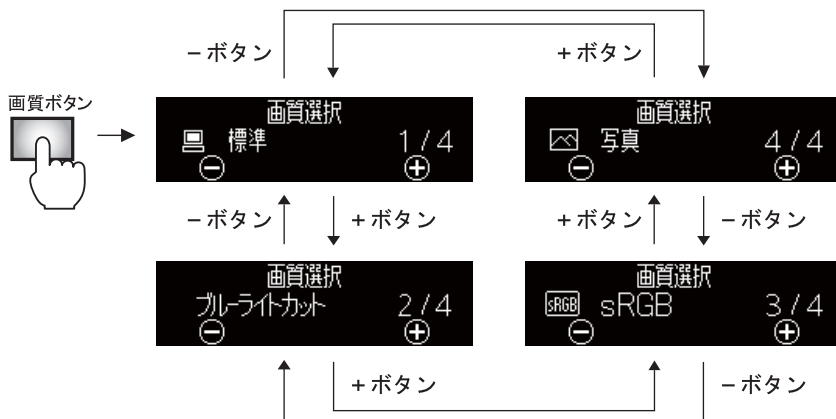 －ボタン
＋ボタン
画質ボタン
画質選択
標準 1/4
画質選択
写真 4/4
－ボタン
＋ボタン
＋ボタン
－ボタン
画質選択
ブルーライトカット 2/4
画質選択
sRGB sRGB 3/4
＋ボタン
－ボタン